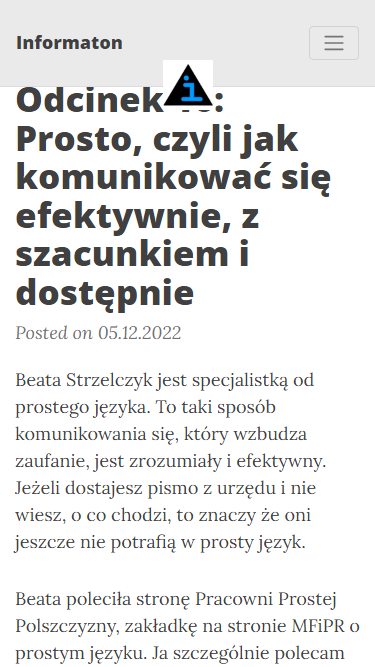 Informaton
Odcinek
Prosto, czyli jak
komunikować się
efektywnie, z
szacunkiem i
dostępnie
Posted on 05.12.2022
Beata Strzelczyk jest specjalistką od
prostego języka. To taki sposób
komunikowania się, który wzbudza
zaufanie, jest zrozumiały i efektywny.
Jeżeli dostajesz pismo z urzędu i nie
wiesz, o co chodzi, to znaczy że oni
jeszcze nie potrafią w prosty język.
Beata poleciła stronę Pracowni Prostej
Polszczyzny, zakładkę na stronie MFiPR o
prostym języku. Ja szczególnie polecam